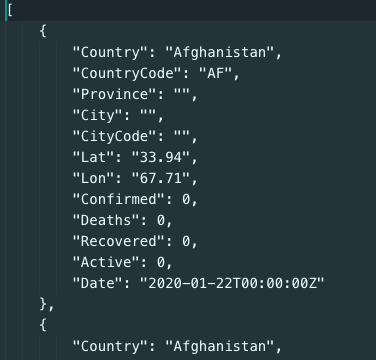 [
{
"Country": "Afghanistan",
"CountryCode": "AF",
"Province": "",
"City": "",
"CityCode": "",
"Lat": "33.94",
"Lon": "67.71",
"Confirmed": 0,
"Deaths": 0,
"Recovered": 0,
"Active": 0,
"Date": "2020-01-22T00:00:00Z"
},
{
"Country": "Afghanistan",